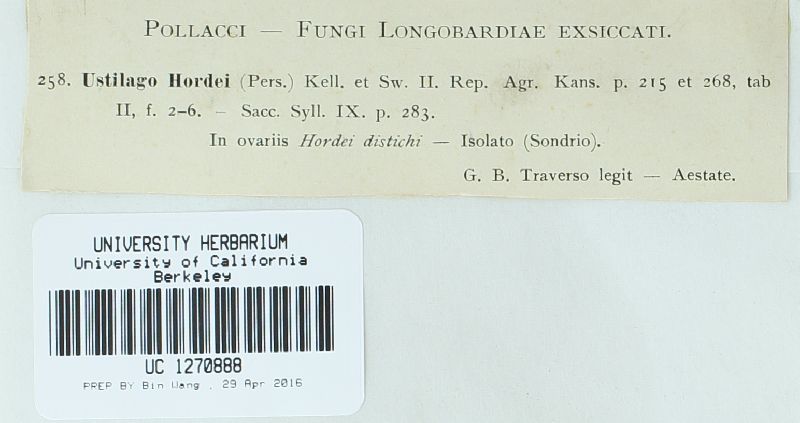 POLLACCI — FUNGI LONGOBARDIAE EXSICCATI.
258. Ustilago Hordei (Pers.) Kell. et Sw. II. Rep. Agr. Kans. p. 215 et 268, tab
II, f. 2-6. — Sacc. Syll. IX. p. 283.
In ovariis Hordei distichi — Isolato (Sondrio).
G. B. Traverso legit — Aestate.
UNIVERSITY HERBARIUM
University of California
Berkeley
UC 1270888
PREP BY Bin Wang , 29 Apr 2016